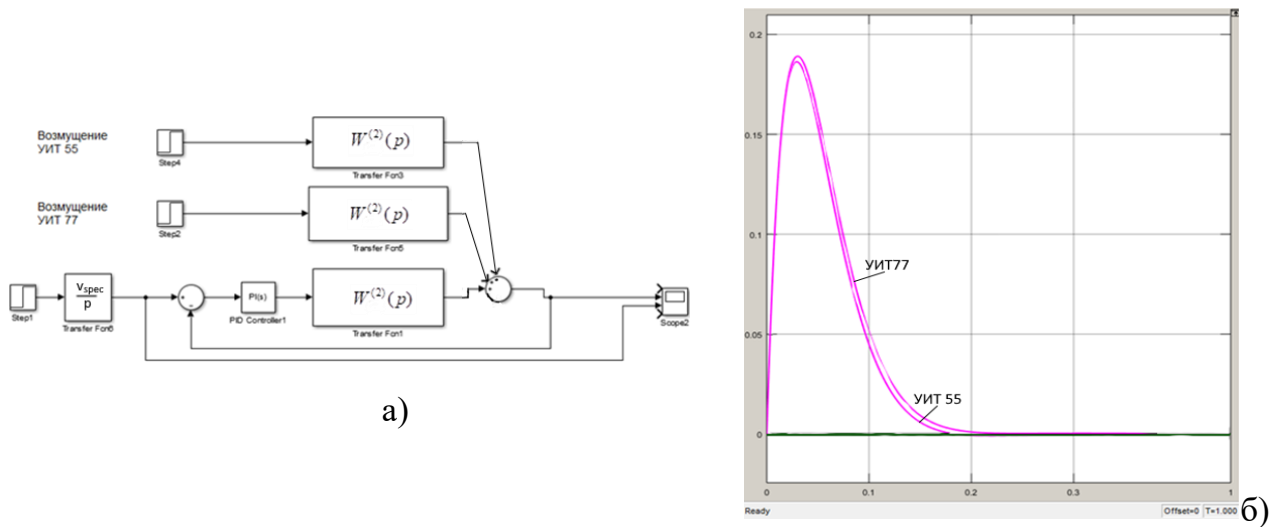 Возмущение
УИТ 55
Step4
W⁽²⁾(p)
Transfer Fcn3
Возмущение
УИТ 77
Step2
W⁽²⁾(p)
Transfer Fcn5
Step1
Vspec
p
Transfer Fcn6
PI(s)
PID Controller1
W⁽²⁾(p)
Transfer Fcn1
Scope2
а)
0.2
0.15
0.1
0.05
0
УИТ77
УИТ 55
0 0.1 0.2 0.3 1
Ready Offset=0 T=1.000
б)